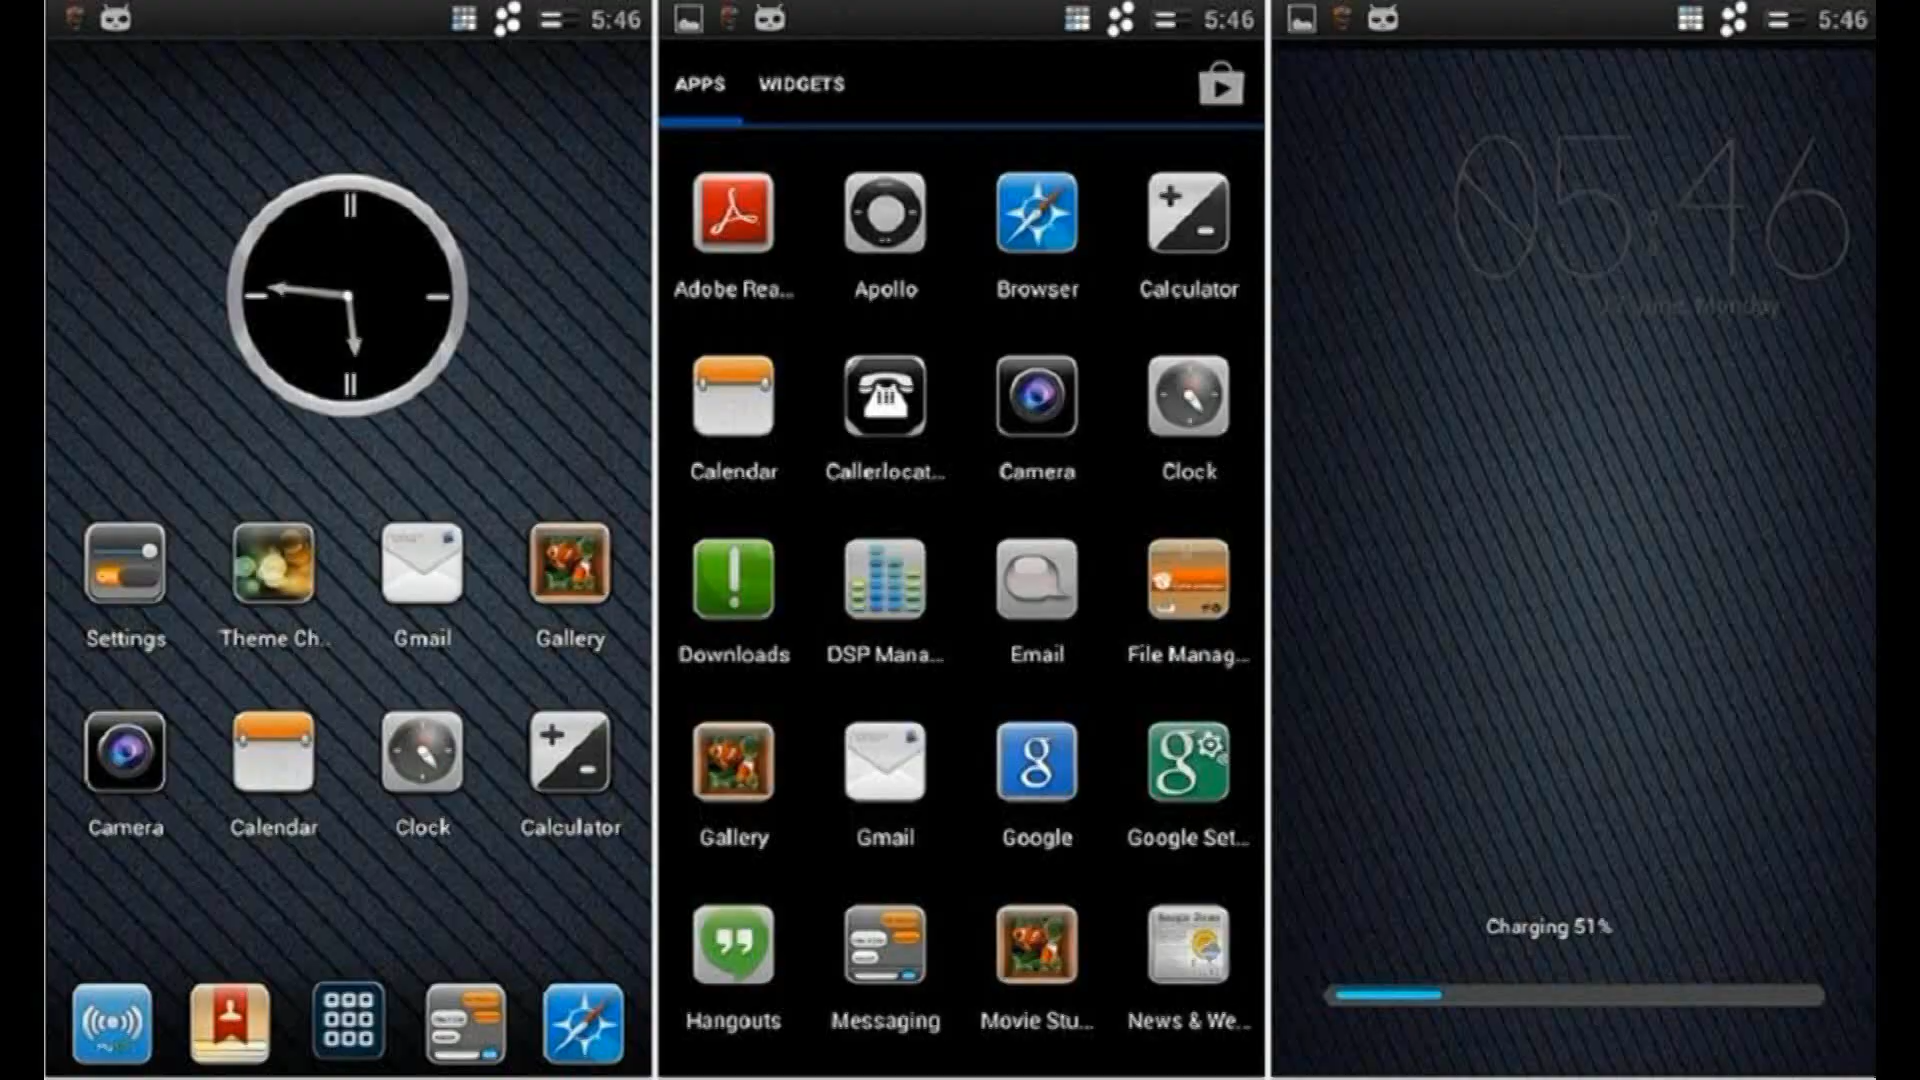 5:46
Settings
Theme Ch..
Gmail
Gallery
Camera
Calendar
Clock
Calculator
5:46
APPS WIDGETS
Adobe Rea...
Apollo
Browser
Calculator
Calendar
Callerlocat...
Camera
Clock
Downloads
DSP Mana...
Email
File Manag...
Gallery
Gmail
Google
Google Set...
Hangouts
Messaging
Movie Stu...
News & We...
5:46
05:46
Monday
Charging 51%